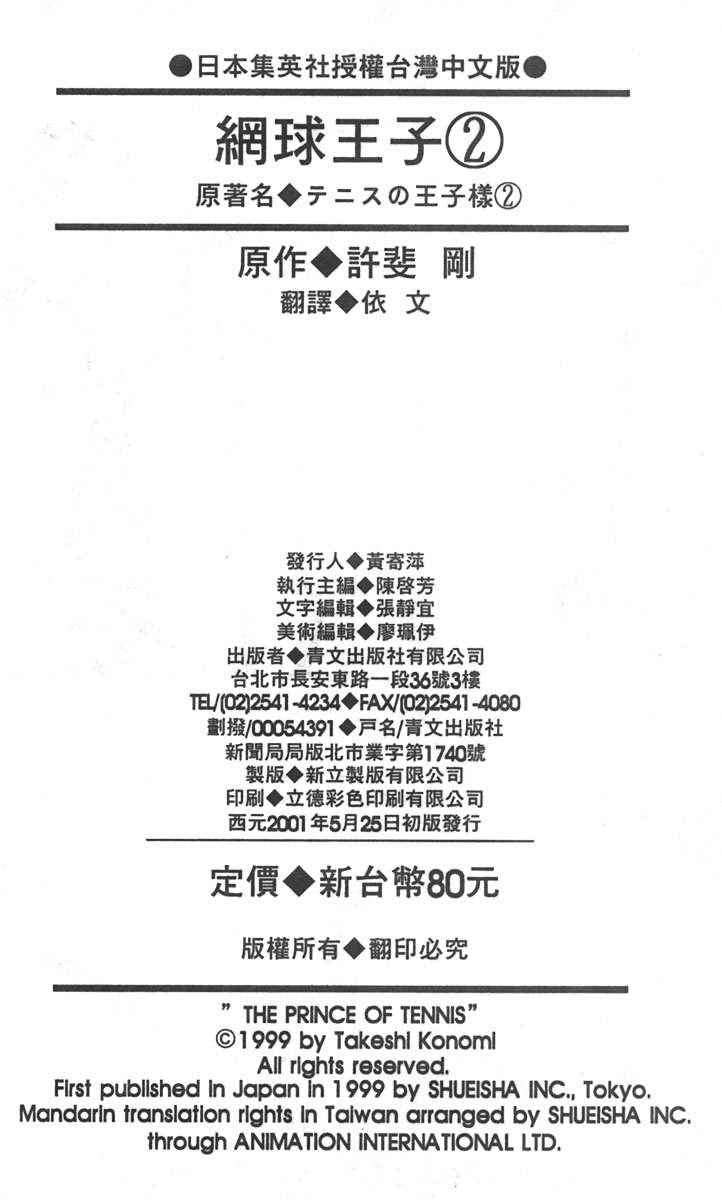 ●日本集英社授權台灣中文版●
網球王子②
原著名◆テニスの王子樣②
原作◆許斐 剛
翻譯◆依 文
發行人◆黃寄萍
執行主編◆陳啓芳
文字編輯◆張靜宜
美術編輯◆廖珮伊
出版者◆青文出版社有限公司
台北市長安東路一段36號3樓
TEL/(02)2541-4234◆FAX/(02)2541-4080
劃撥/00054391◆戸名/青文出版社
新聞局局版北市業字第1740號
製版◆新立製版有限公司
印刷◆立德彩色印刷有限公司
西元2001年5月25日初版發行
定價◆新台幣80元
版權所有◆翻印必究
" THE PRINCE OF TENNIS"
©1999 by Takeshi Konomi
All rights reserved.
First published in Japan in 1999 by SHUEISHA INC., Tokyo.
Mandarin translation rights in Taiwan arranged by SHUEISHA INC.
through ANIMATION INTERNATIONAL LTD.